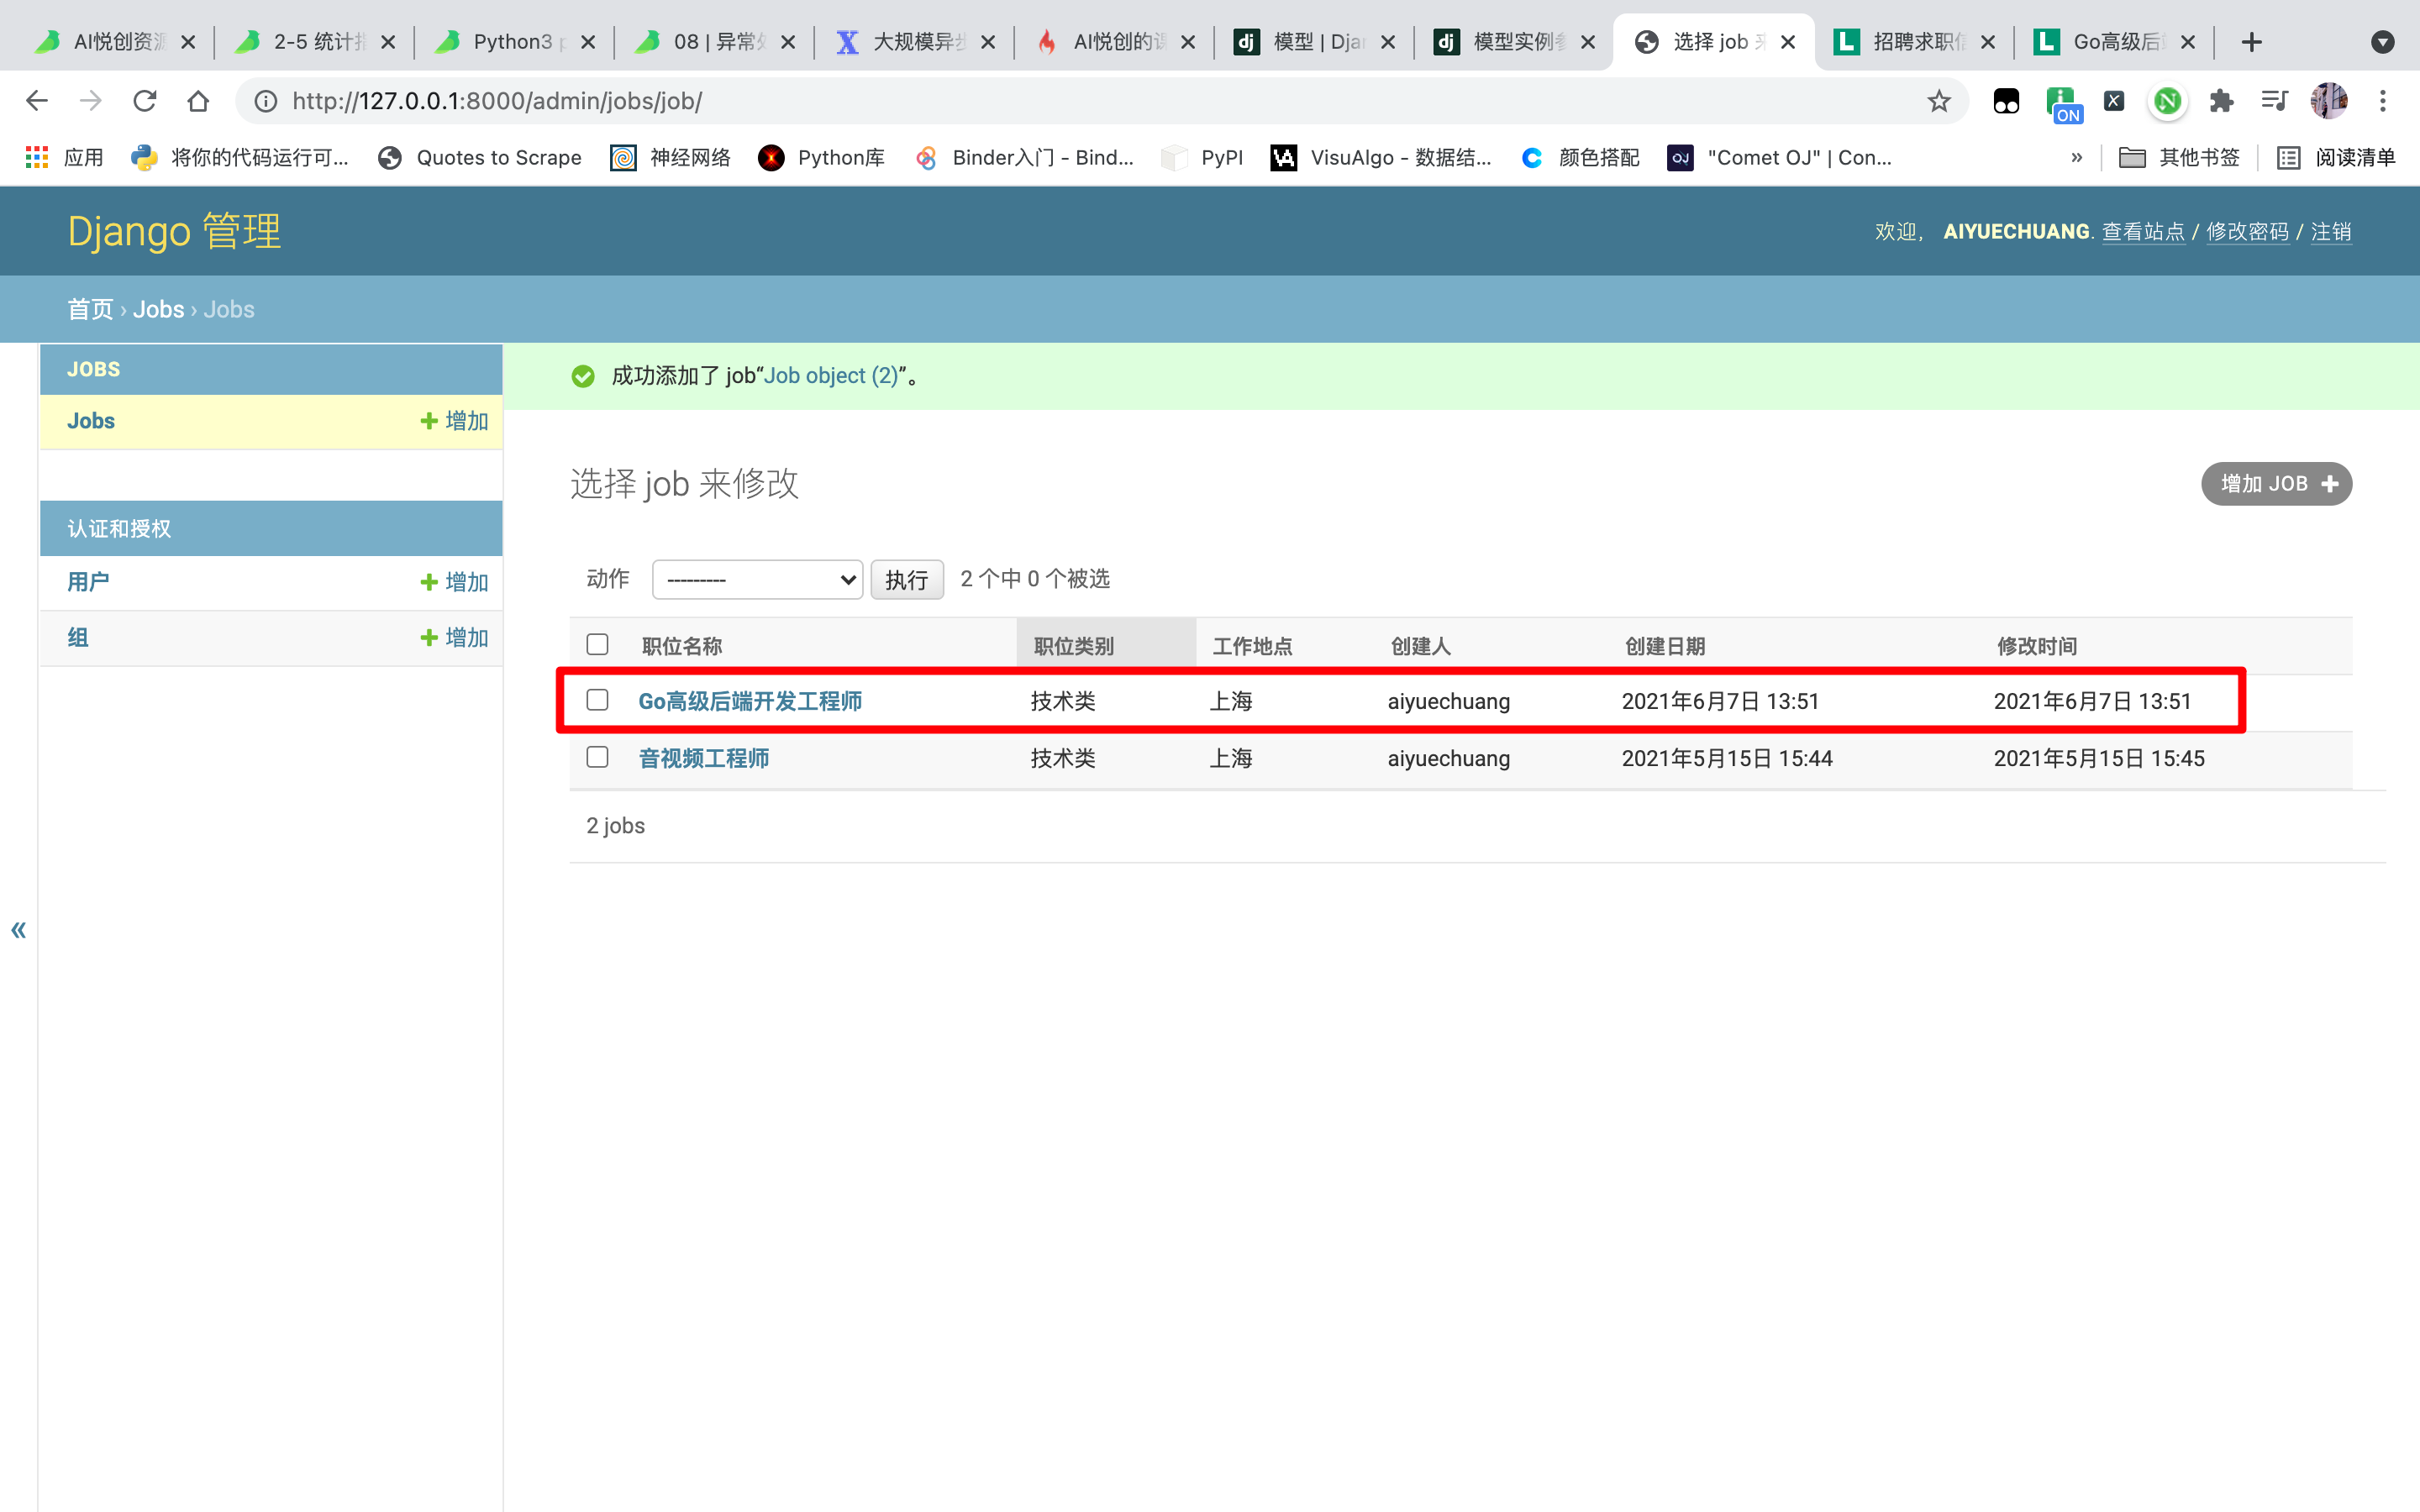 AI悦创资源
2-5 统计指
Python3 p
08 | 异常处
大规模异步
AI悦创的课
模型 | Djan
模型实例参
选择 job 来
招聘求职信
Go高级后端
http://127.0.0.1:8000/admin/jobs/job/
ON
应用
将你的代码运行可...
Quotes to Scrape
神经网络
Python库
Binder入门 - Bind...
PyPI
VisuAlgo - 数据结...
颜色搭配
"Comet OJ" | Con...
»
其他书签
阅读清单
Django 管理
欢迎， AIYUECHUANG. 查看站点 / 修改密码 / 注销
首页 › Jobs › Jobs
JOBS
Jobs
增加
认证和授权
用户
增加
组
增加
«
成功添加了 job“Job object (2)”。
选择 job 来修改
增加 JOB
动作 --------- 执行 2 个中 0 个被选
职位名称 职位类别 工作地点 创建人 创建日期 修改时间
Go高级后端开发工程师 技术类 上海 aiyuechuang 2021年6月7日 13:51 2021年6月7日 13:51
音视频工程师 技术类 上海 aiyuechuang 2021年5月15日 15:44 2021年5月15日 15:45
2 jobs